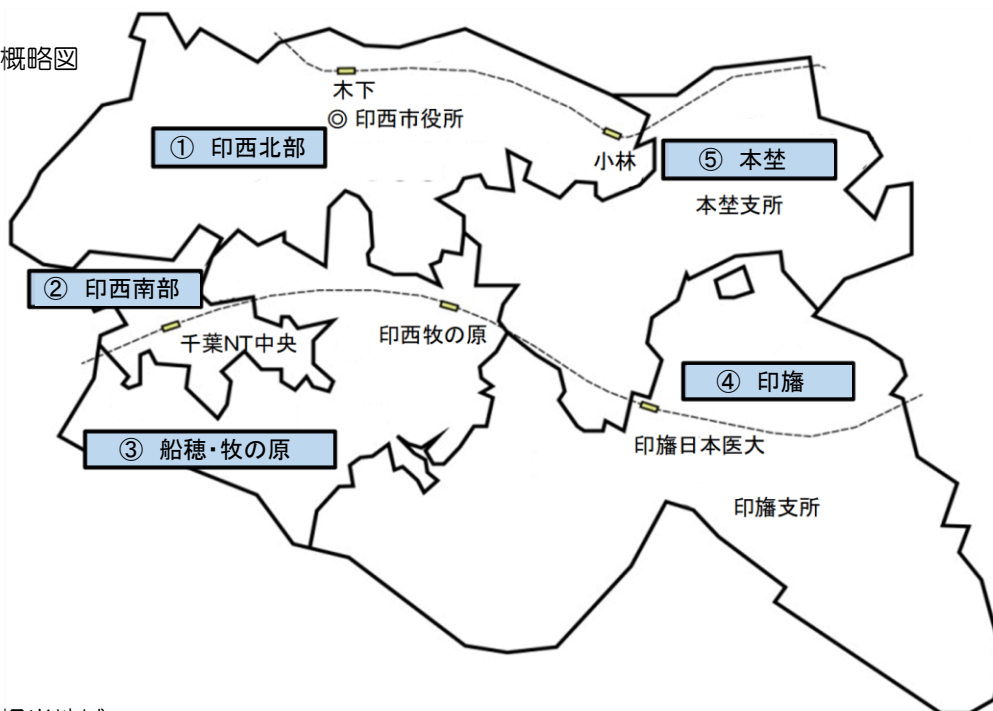 概略図
木下
◎ 印西市役所
① 印西北部
小林
⑤ 本埜
本埜支所
② 印西南部
千葉NT中央
印西牧の原
④ 印旛
③ 船穂・牧の原
印旛日本医大
印旛支所